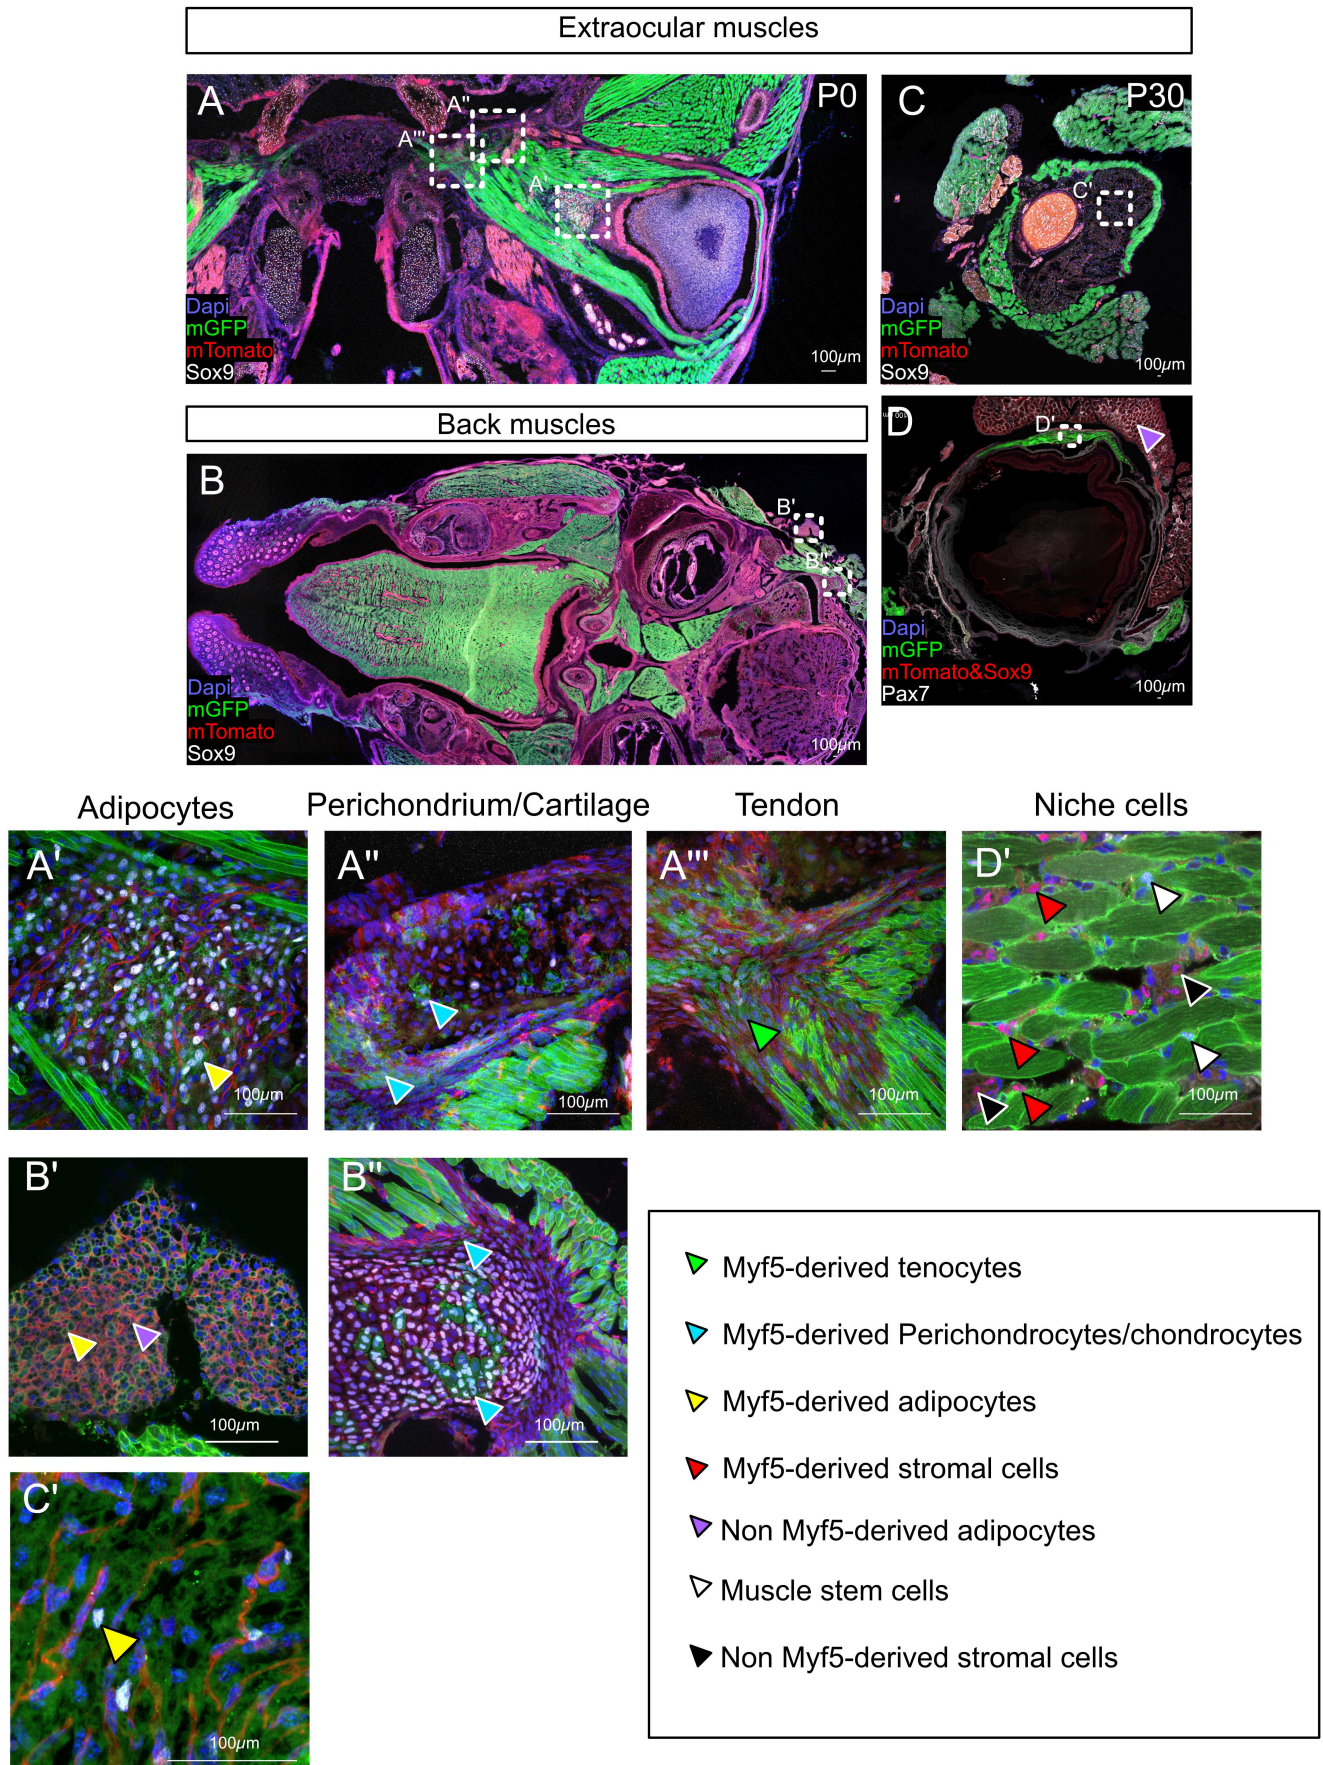 Extraocular muscles
A
A''
A'''
A'
P0
Dapi
mGFP
mTomato
Sox9
100µm
C
P30
C'
Dapi
mGFP
mTomato
Sox9
100µm
Back muscles
B
B'
B''
Dapi
mGFP
mTomato
Sox9
100µm
D
D'
Dapi
mGFP
mTomato&Sox9
Pax7
100µm
Adipocytes
Perichondrium/Cartilage
Tendon
Niche cells
A'
100µm
A''
100µm
A'''
100µm
D'
100µm
B'
100µm
B''
100µm
C'
100µm
Myf5-derived tenocytes
Myf5-derived Perichondrocytes/chondrocytes
Myf5-derived adipocytes
Myf5-derived stromal cells
Non Myf5-derived adipocytes
Muscle stem cells
Non Myf5-derived stromal cells